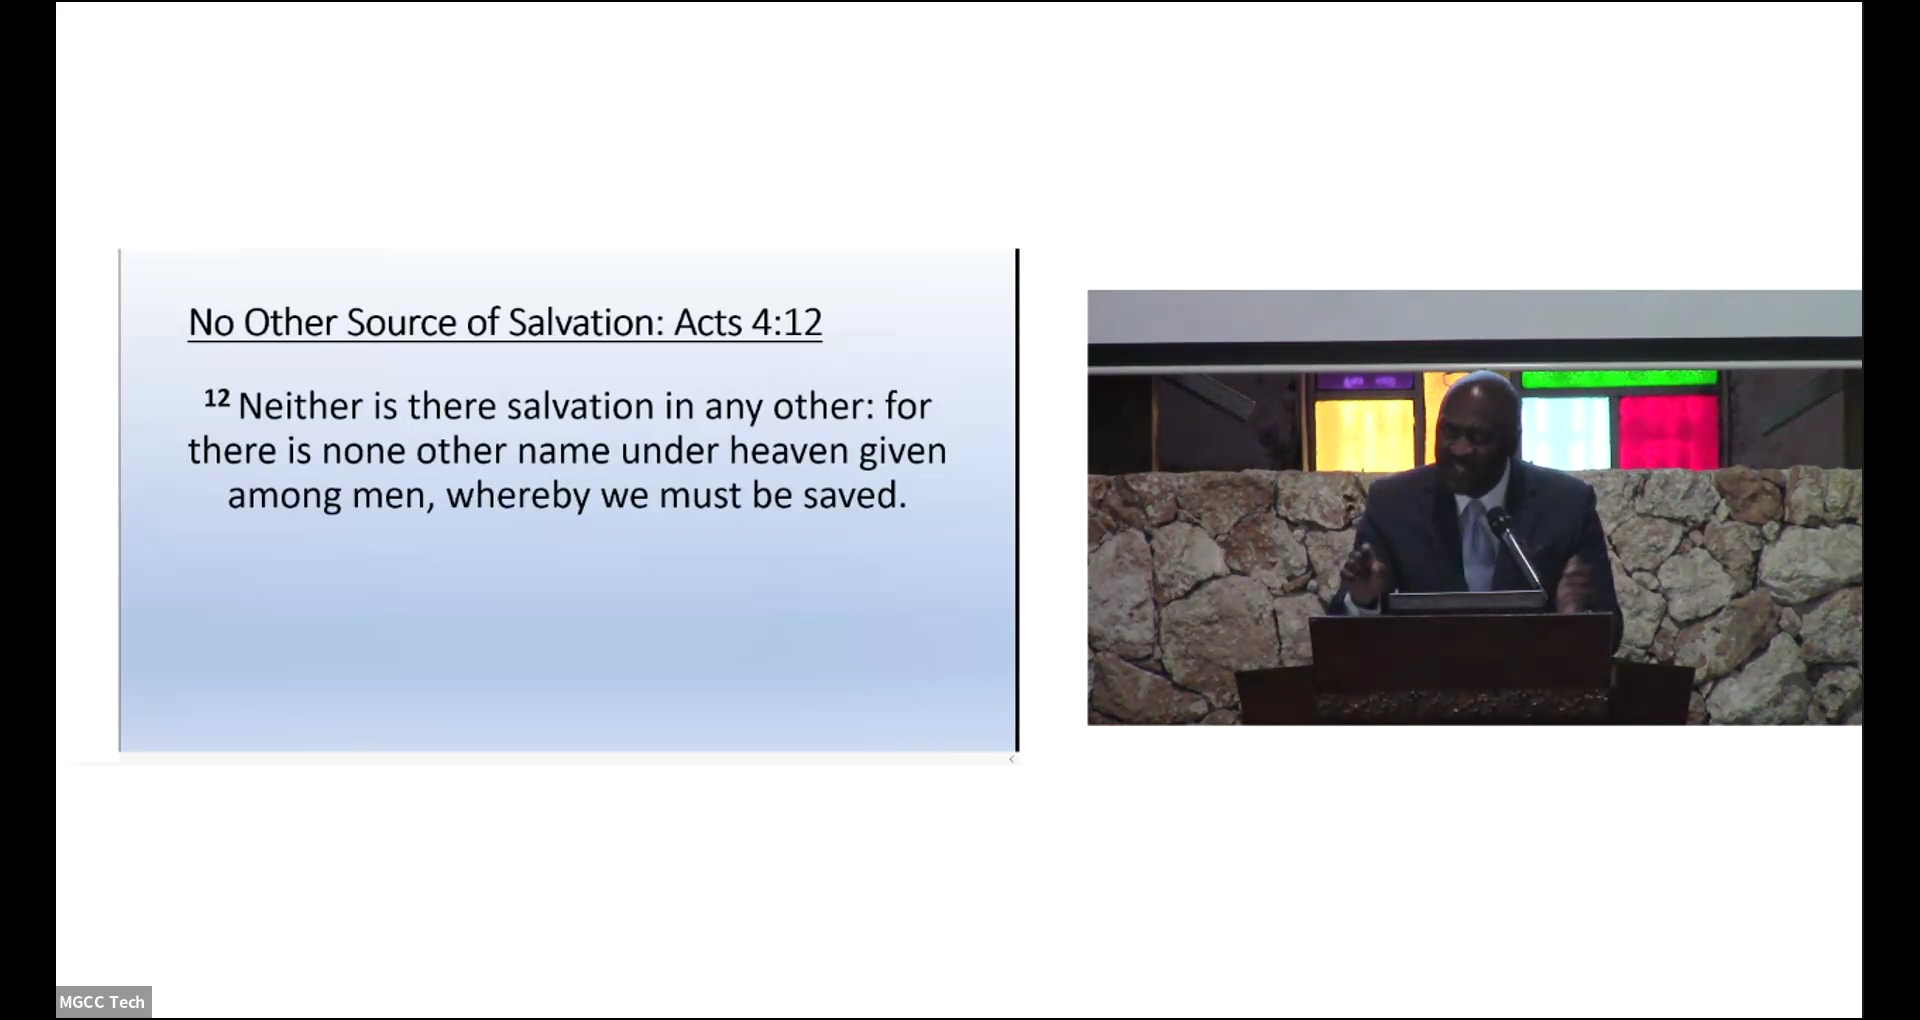 No Other Source of Salvation: Acts 4:12
12 Neither is there salvation in any other: for
there is none other name under heaven given
among men, whereby we must be saved.
MGCC Tech